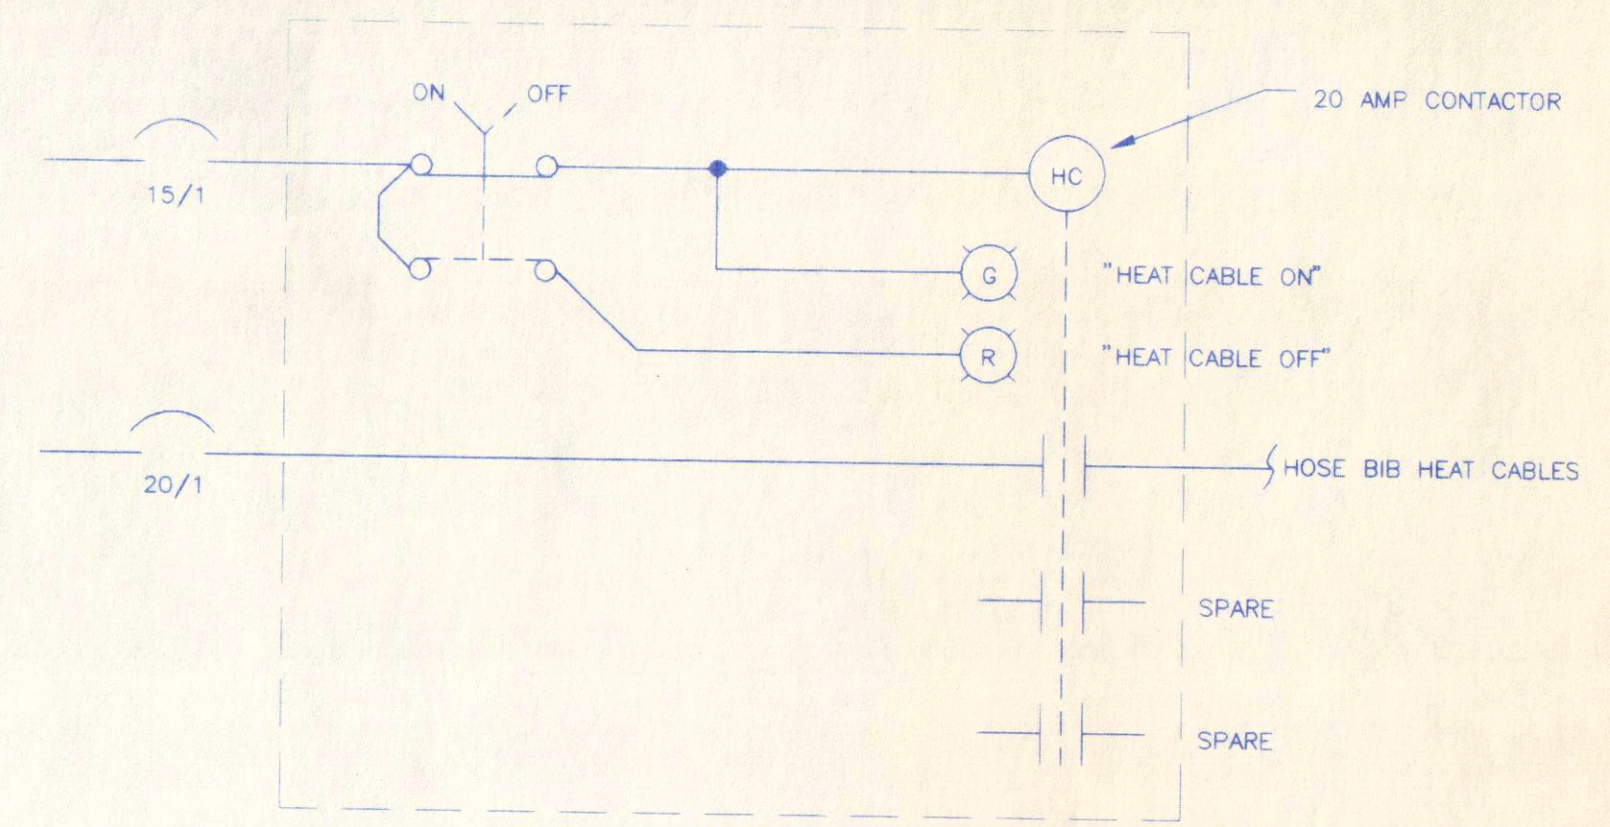 ON OFF
20 AMP CONTACTOR
15/1
HC
G "HEAT CABLE ON"
R "HEAT CABLE OFF"
20/1
HOSE BIB HEAT CABLES
SPARE
SPARE